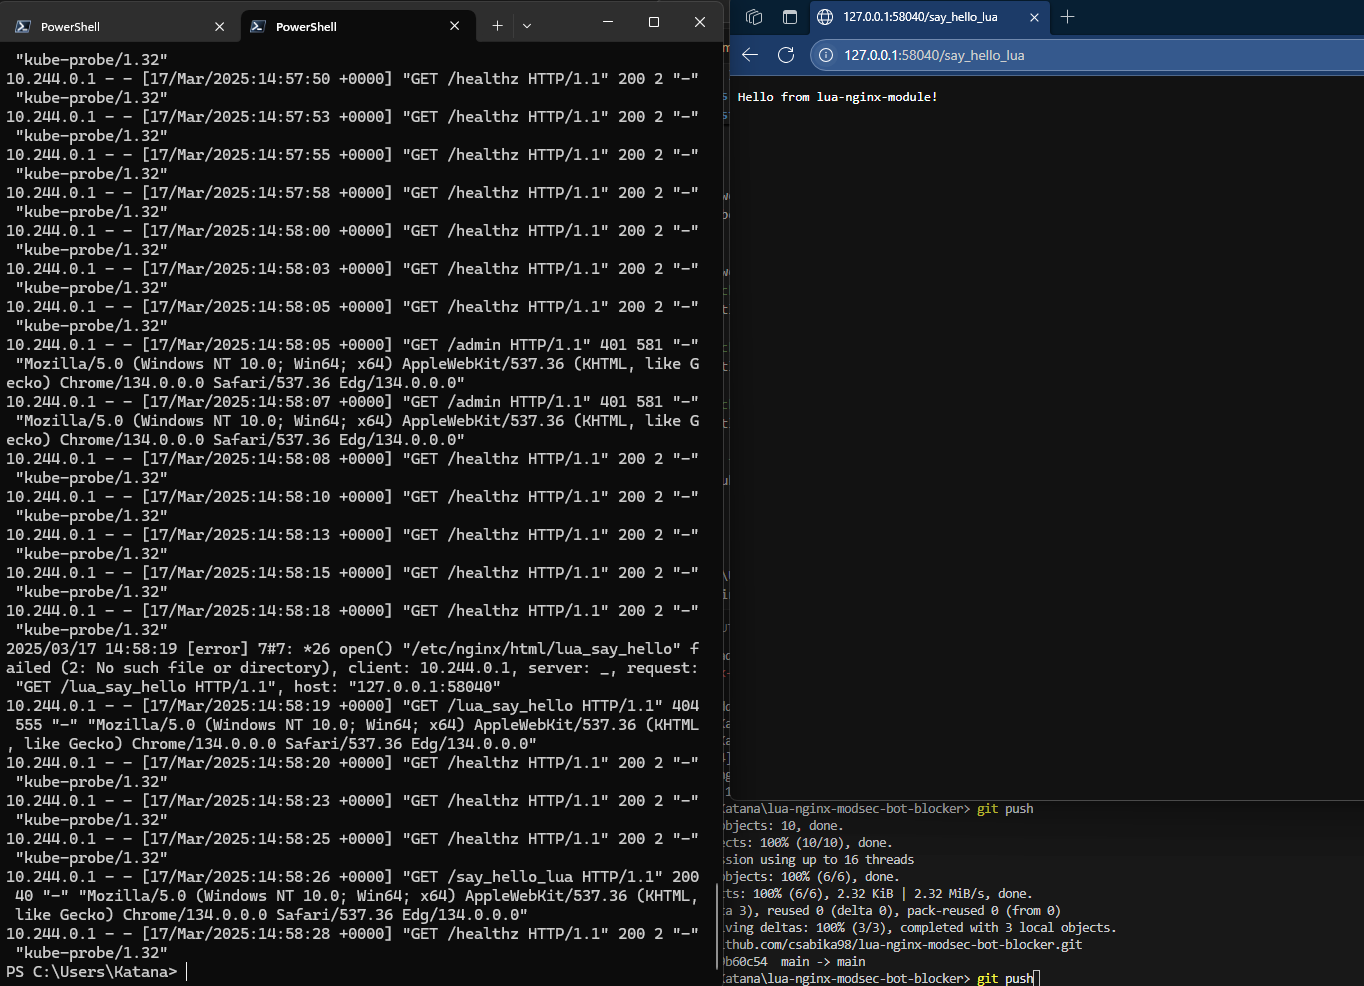 PowerShell
PowerShell
"kube-probe/1.32"
10.244.0.1 - - [17/Mar/2025:14:57:50 +0000] "GET /healthz HTTP/1.1" 200 2 "-"
"kube-probe/1.32"
10.244.0.1 - - [17/Mar/2025:14:57:53 +0000] "GET /healthz HTTP/1.1" 200 2 "-"
"kube-probe/1.32"
10.244.0.1 - - [17/Mar/2025:14:57:55 +0000] "GET /healthz HTTP/1.1" 200 2 "-"
"kube-probe/1.32"
10.244.0.1 - - [17/Mar/2025:14:57:58 +0000] "GET /healthz HTTP/1.1" 200 2 "-"
"kube-probe/1.32"
10.244.0.1 - - [17/Mar/2025:14:58:00 +0000] "GET /healthz HTTP/1.1" 200 2 "-"
"kube-probe/1.32"
10.244.0.1 - - [17/Mar/2025:14:58:03 +0000] "GET /healthz HTTP/1.1" 200 2 "-"
"kube-probe/1.32"
10.244.0.1 - - [17/Mar/2025:14:58:05 +0000] "GET /healthz HTTP/1.1" 200 2 "-"
"kube-probe/1.32"
10.244.0.1 - - [17/Mar/2025:14:58:05 +0000] "GET /admin HTTP/1.1" 401 581 "-"
"Mozilla/5.0 (Windows NT 10.0; Win64; x64) AppleWebKit/537.36 (KHTML, like G
ecko) Chrome/134.0.0.0 Safari/537.36 Edg/134.0.0.0"
10.244.0.1 - - [17/Mar/2025:14:58:07 +0000] "GET /admin HTTP/1.1" 401 581 "-"
"Mozilla/5.0 (Windows NT 10.0; Win64; x64) AppleWebKit/537.36 (KHTML, like G
ecko) Chrome/134.0.0.0 Safari/537.36 Edg/134.0.0.0"
10.244.0.1 - - [17/Mar/2025:14:58:08 +0000] "GET /healthz HTTP/1.1" 200 2 "-"
"kube-probe/1.32"
10.244.0.1 - - [17/Mar/2025:14:58:10 +0000] "GET /healthz HTTP/1.1" 200 2 "-"
"kube-probe/1.32"
10.244.0.1 - - [17/Mar/2025:14:58:13 +0000] "GET /healthz HTTP/1.1" 200 2 "-"
"kube-probe/1.32"
10.244.0.1 - - [17/Mar/2025:14:58:15 +0000] "GET /healthz HTTP/1.1" 200 2 "-"
"kube-probe/1.32"
10.244.0.1 - - [17/Mar/2025:14:58:18 +0000] "GET /healthz HTTP/1.1" 200 2 "-"
"kube-probe/1.32"
2025/03/17 14:58:19 [error] 7#7: *26 open() "/etc/nginx/html/lua_say_hello" f
ailed (2: No such file or directory), client: 10.244.0.1, server: _, request:
"GET /lua_say_hello HTTP/1.1", host: "127.0.0.1:58040"
10.244.0.1 - - [17/Mar/2025:14:58:19 +0000] "GET /lua_say_hello HTTP/1.1" 404
555 "-" "Mozilla/5.0 (Windows NT 10.0; Win64; x64) AppleWebKit/537.36 (KHTML
, like Gecko) Chrome/134.0.0.0 Safari/537.36 Edg/134.0.0.0"
10.244.0.1 - - [17/Mar/2025:14:58:20 +0000] "GET /healthz HTTP/1.1" 200 2 "-"
"kube-probe/1.32"
10.244.0.1 - - [17/Mar/2025:14:58:23 +0000] "GET /healthz HTTP/1.1" 200 2 "-"
"kube-probe/1.32"
10.244.0.1 - - [17/Mar/2025:14:58:25 +0000] "GET /healthz HTTP/1.1" 200 2 "-"
"kube-probe/1.32"
10.244.0.1 - - [17/Mar/2025:14:58:26 +0000] "GET /say_hello_lua HTTP/1.1" 200
40 "-" "Mozilla/5.0 (Windows NT 10.0; Win64; x64) AppleWebKit/537.36 (KHTML,
like Gecko) Chrome/134.0.0.0 Safari/537.36 Edg/134.0.0.0"
10.244.0.1 - - [17/Mar/2025:14:58:28 +0000] "GET /healthz HTTP/1.1" 200 2 "-"
"kube-probe/1.32"
PS C:\Users\Katana>
127.0.0.1:58040/say_hello_lua
127.0.0.1:58040/say_hello_lua
Hello from lua-nginx-module!
atana\lua-nginx-modsec-bot-blocker> git push
bjects: 10, done.
cts: 100% (10/10), done.
sion using up to 16 threads
bjects: 100% (6/6), done.
ts: 100% (6/6), 2.32 KiB | 2.32 MiB/s, done.
ta 3), reused 0 (delta 0), pack-reused 0 (from 0)
lving deltas: 100% (3/3), completed with 3 local objects.
thub.com/csabika98/lua-nginx-modsec-bot-blocker.git
b60c54  main -> main
atana\lua-nginx-modsec-bot-blocker> git push